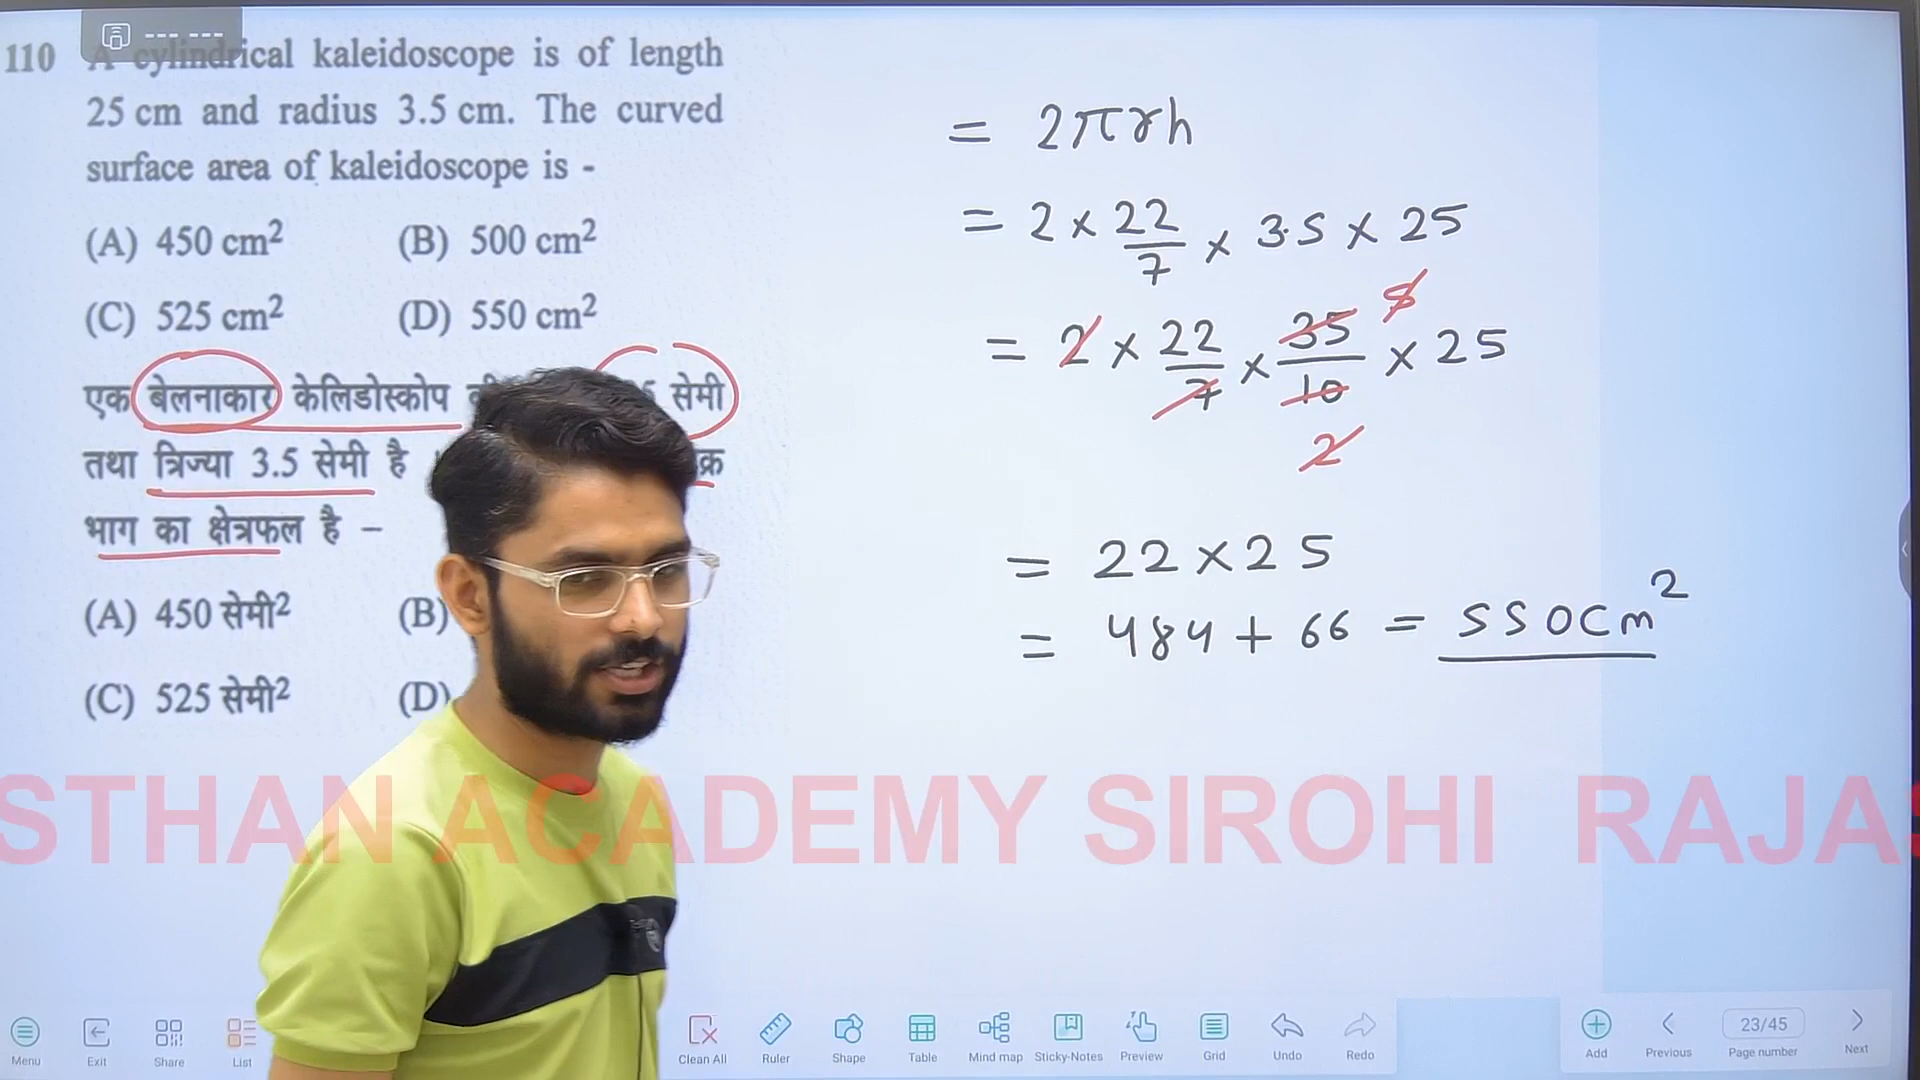 110 A cylindrical kaleidoscope is of length
25 cm and radius 3.5 cm. The curved
surface area of kaleidoscope is -
(A) 450 cm² (B) 500 cm²
(C) 525 cm² (D) 550 cm²
एक बेलनाकार केलिडोस्कोप सेमी
तथा त्रिज्या 3.5 सेमी है
भाग का क्षेत्रफल है –
(A) 450 सेमी² (B)
(C) 525 सेमी² (D)
= 2πrh
= 2 × 22/7 × 3.5 × 25
= 2 × 22/7 × 35/10 × 25
2
= 22 × 25
= 484 + 66 = 550 cm²
STHAN ACADEMY SIROHI RAJAS
Menu Exit Share List Clean All Ruler Shape Table Mind map Sticky-Notes Preview Grid Undo Redo Add Previous 23/45 Page number Next